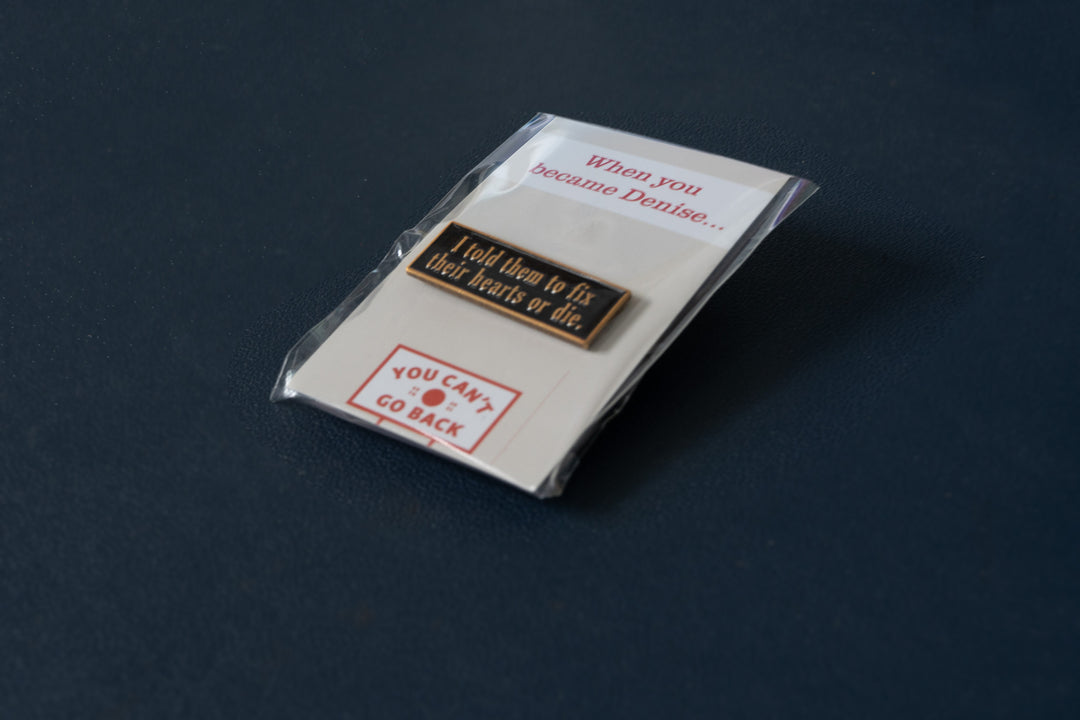 When you
became Denise...
I told them to fix
their hearts or die.
YOU CAN'T
GO BACK